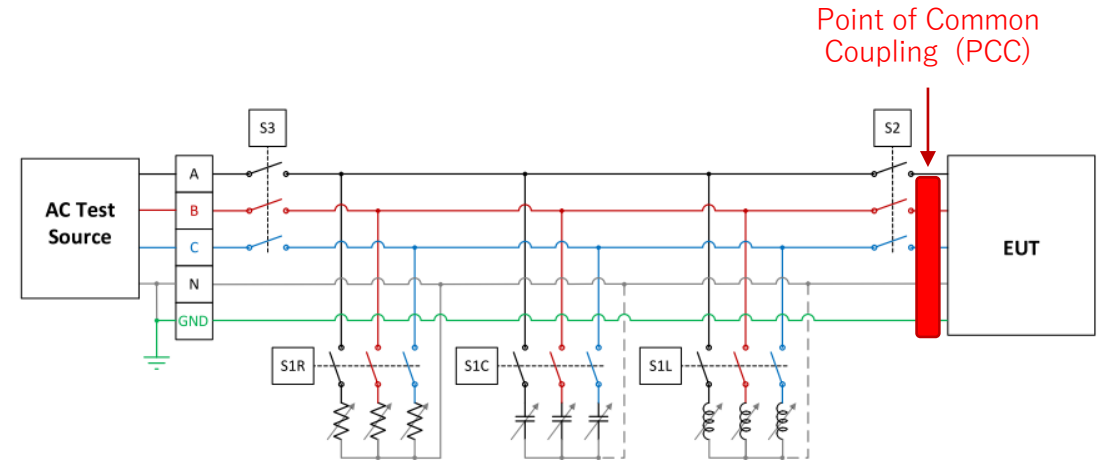 Point of Common
Coupling (PCC)
S3
S2
AC Test
Source
A
B
C
N
GND
EUT
S1R
S1C
S1L